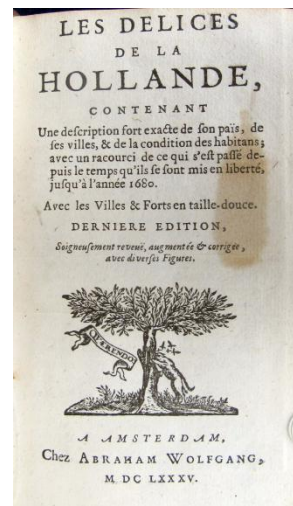 LES DELICES
DE LA
HOLLANDE,
CONTENANT
Une deſcription fort exacte de ſon païs, de
ſes villes, & de la condition des habitans;
avec un racourci de ce qui s'eſt paſſé de-
puis le temps qu'ils ſe ſont mis en liberté,
juſqu'à l'année 1680.
Avec les Villes & Forts en taille-douce.
DERNIERE EDITION,
Soigneuſement reveuë, augmentée & corrigée,
avec diverſes Figures.
QUÆRENDO
A AMSTERDAM,
Chez ABRAHAM WOLFGANG,
M. DC LXXXV.